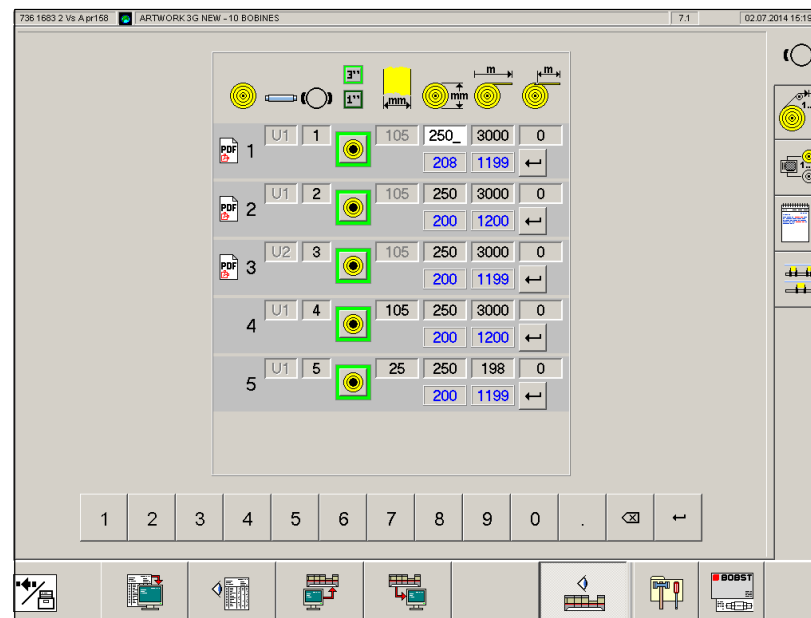 736 1683 2 Vs Apr158 ARTWORK 3G NEW - 10 BOBINES 7.1 02.07.2014 15:19
3'' m m
1'' mm mm
PDF 1 U1 1 105 250_ 3000 0
208 1199
PDF 2 U1 2 105 250 3000 0
200 1200
PDF 3 U2 3 105 250 3000 0
200 1199
4 U1 4 105 250 3000 0
200 1200
5 U1 5 25 250 198 0
200 1199
1 2 3 4 5 6 7 8 9 0 .
BOBST